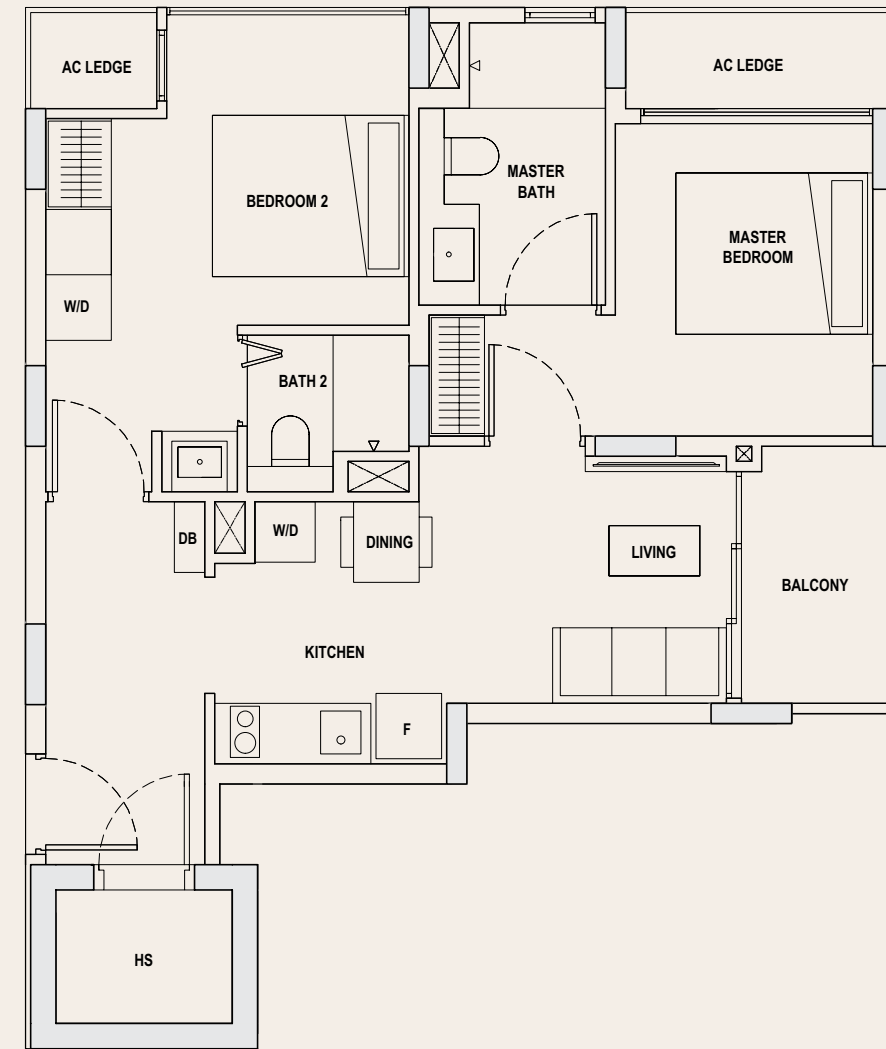 AC LEDGE
AC LEDGE
MASTER
BATH
BEDROOM 2
MASTER
BEDROOM
W/D
BATH 2
DB
W/D
DINING
LIVING
BALCONY
KITCHEN
F
HS